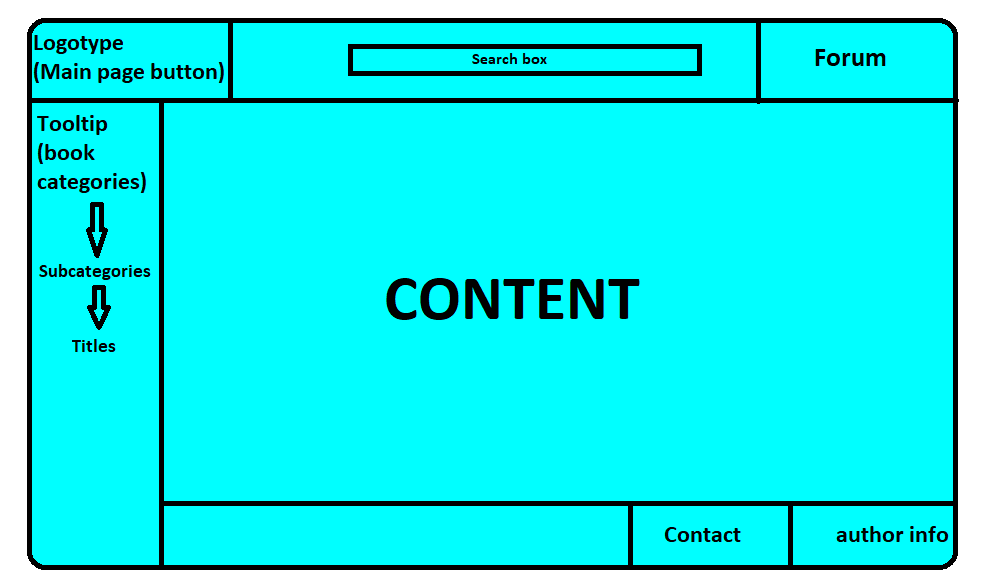 Logotype
(Main page button)
Search box
Forum
Tooltip
(book
categories)
Subcategories
Titles
CONTENT
Contact
author info